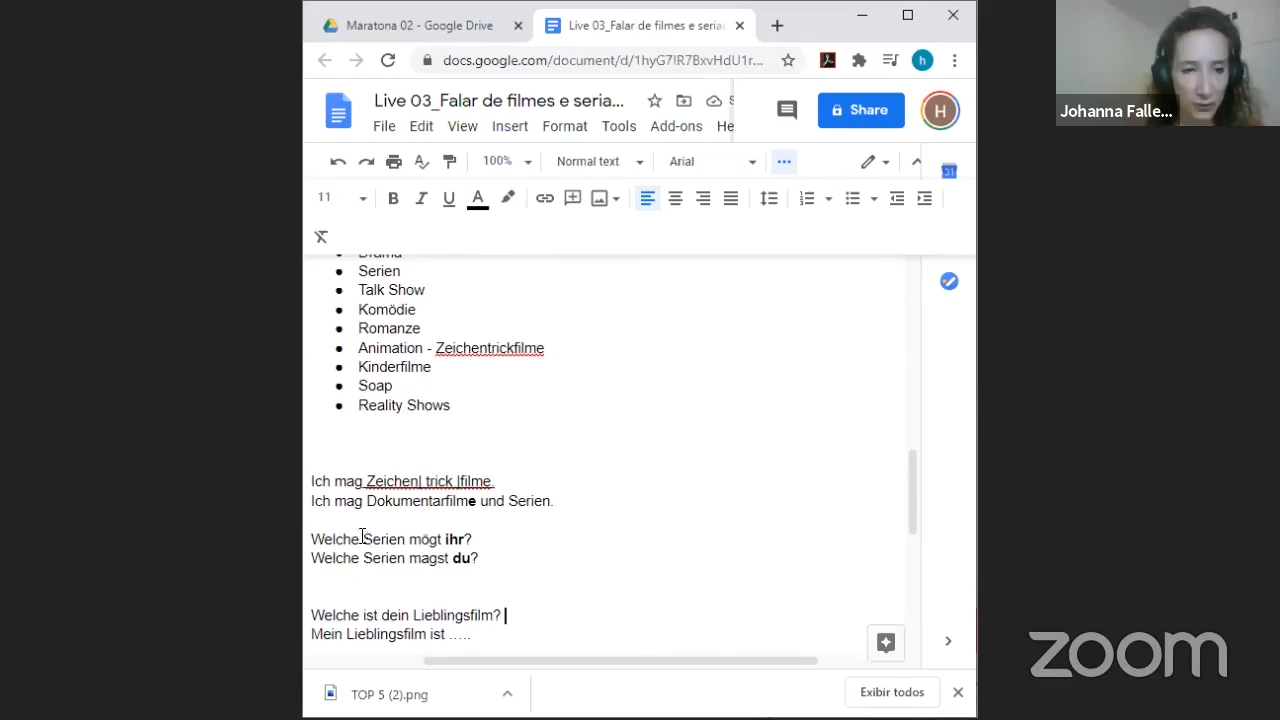 Maratona 02 - Google Drive
Live 03_Falar de filmes e seriad
docs.google.com/document/d/1hyG7IR7BxvHdU1r...
h
Johanna Falle...
Live 03_Falar de filmes e seria...
S
Share
H
File Edit View Insert Format Tools Add-ons He
100% Normal text Arial
31
11 B I U A
Drama
Serien
Talk Show
Komödie
Romanze
Animation - Zeichentrickfilme
Kinderfilme
Soap
Reality Shows
Ich mag Zeichen| trick |filme.
Ich mag Dokumentarfilme und Serien.
Welche Serien mögt ihr?
Welche Serien magst du?
Welche ist dein Lieblingsfilm?
Mein Lieblingsfilm ist …..
zoom
TOP 5 (2).png
Exibir todos